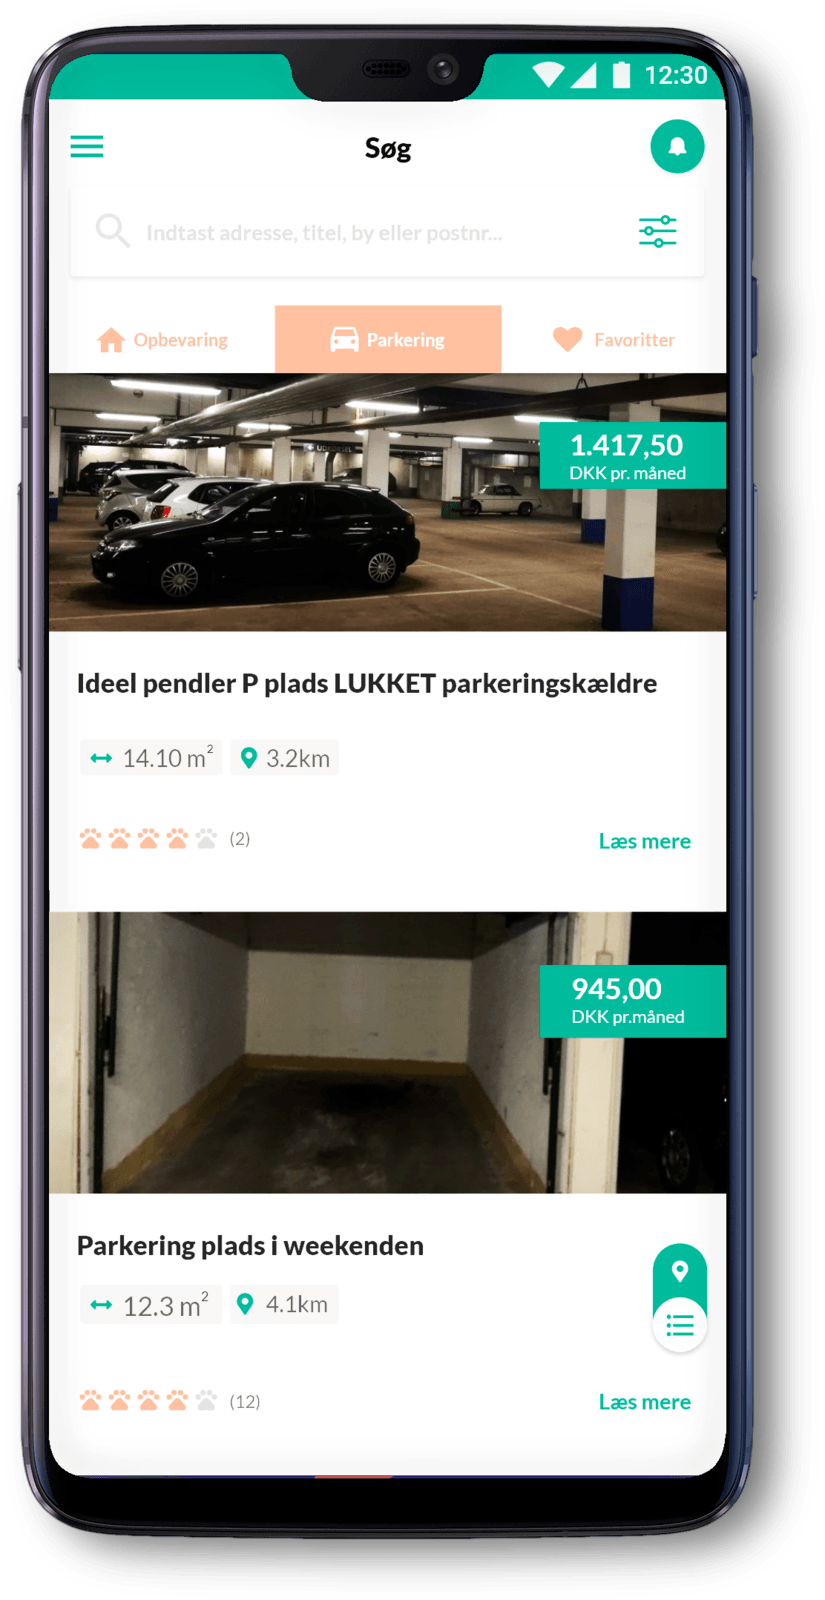 12:30
Søg
Indtast adresse, titel, by eller postnr...
Opbevaring
Parkering
Favoritter
1.417,50
DKK pr. måned
Ideel pendler P plads LUKKET parkeringskældre
14.10 m²
3.2km
(2)
Læs mere
945,00
DKK pr.måned
Parkering plads i weekenden
12.3 m²
4.1km
(12)
Læs mere